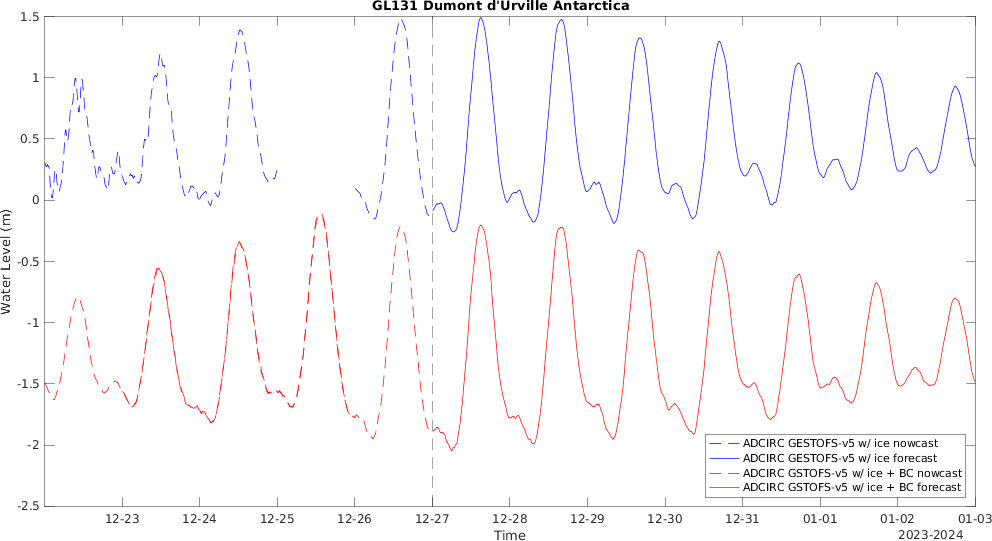 GL131 Dumont d'Urville Antarctica
Water Level (m)
1.5
1
0.5
0
-0.5
-1
-1.5
-2
-2.5
ADCIRC GESTOFS-v5 w/ ice nowcast
ADCIRC GESTOFS-v5 w/ ice forecast
ADCIRC GSTOFS-v5 w/ ice + BC nowcast
ADCIRC GSTOFS-v5 w/ ice + BC forecast
12-23 12-24 12-25 12-26 12-27 12-28 12-29 12-30 12-31 01-01 01-02 01-03
Time
2023-2024